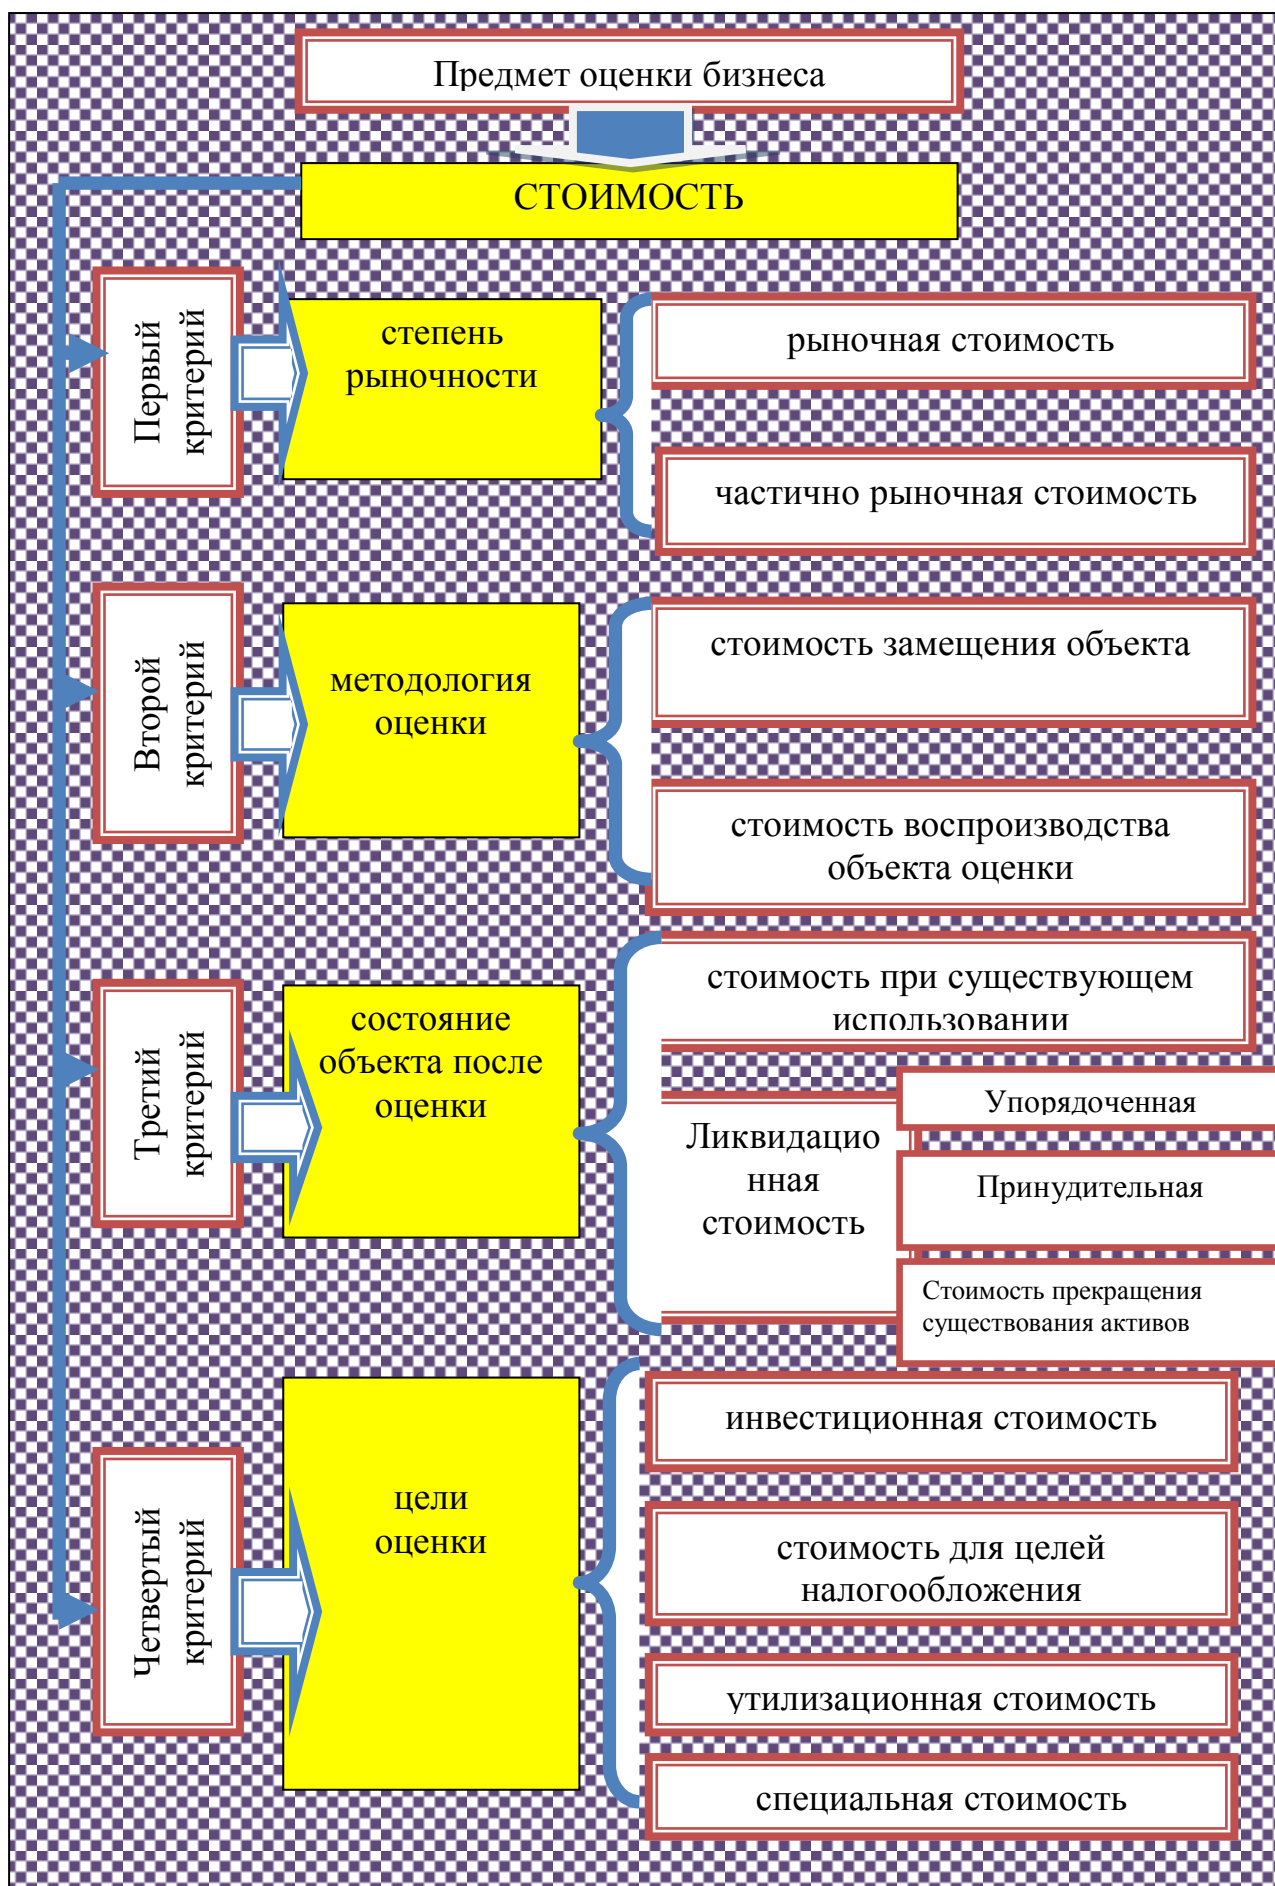 Предмет оценки бизнеса
СТОИМОСТЬ
Первый
критерий
степень
рыночности
рыночная стоимость
частично рыночная стоимость
Второй
критерий
методология
оценки
стоимость замещения объекта
стоимость воспроизводства
объекта оценки
Третий
критерий
состояние
объекта после
оценки
стоимость при существующем
использовании
Ликвидацио
нная
стоимость
Упорядоченная
Принудительная
Стоимость прекращения
существования активов
Четвертый
критерий
цели
оценки
инвестиционная стоимость
стоимость для целей
налогообложения
утилизационная стоимость
специальная стоимость